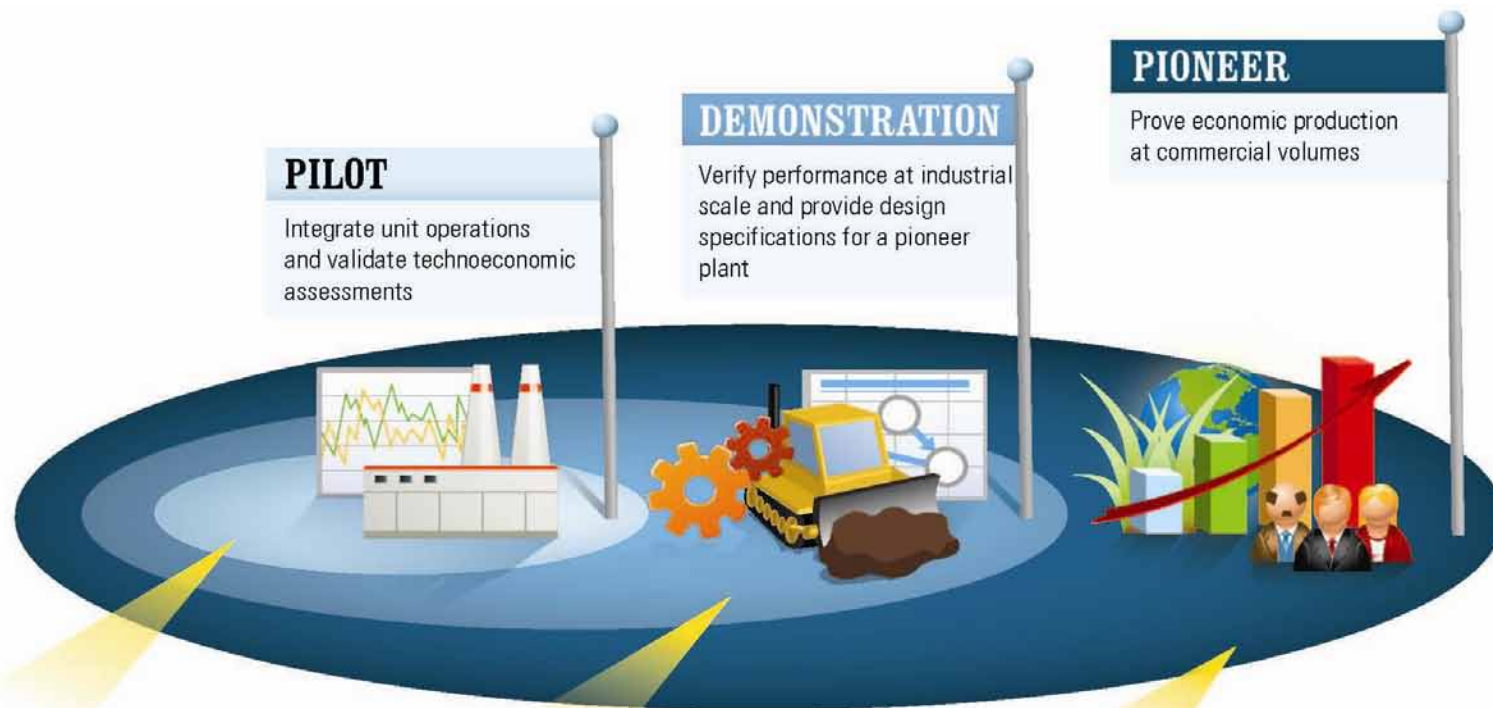 PILOT
Integrate unit operations
and validate technoeconomic
assessments
DEMONSTRATION
Verify performance at industrial
scale and provide design
specifications for a pioneer
plant
PIONEER
Prove economic production
at commercial volumes